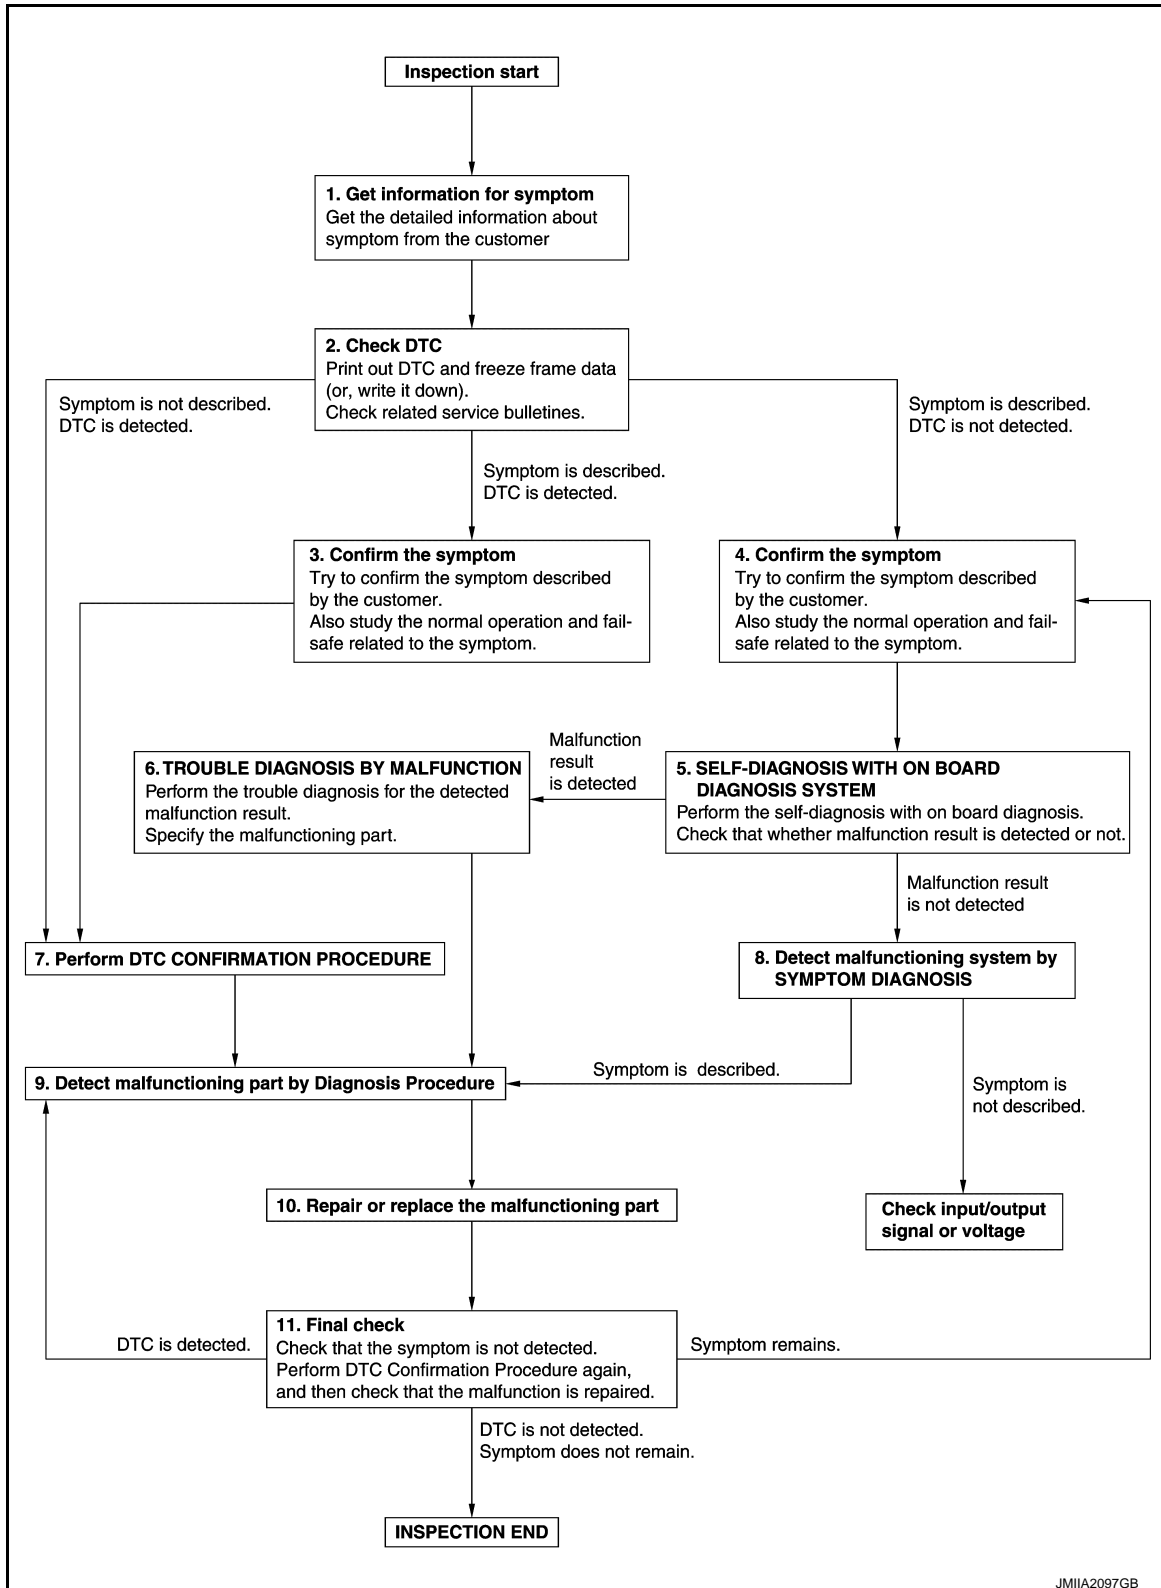 Inspection start
1. Get information for symptom
Get the detailed information about
symptom from the customer
2. Check DTC
Print out DTC and freeze frame data
(or, write it down).
Check related service bulletines.
Symptom is not described.
DTC is detected.
Symptom is described.
DTC is not detected.
Symptom is described.
DTC is detected.
3. Confirm the symptom
Try to confirm the symptom described
by the customer.
Also study the normal operation and fail-
safe related to the symptom.
4. Confirm the symptom
Try to confirm the symptom described
by the customer.
Also study the normal operation and fail-
safe related to the symptom.
Malfunction
result
is detected
6. TROUBLE DIAGNOSIS BY MALFUNCTION
Perform the trouble diagnosis for the detected
malfunction result.
Specify the malfunctioning part.
5. SELF-DIAGNOSIS WITH ON BOARD
DIAGNOSIS SYSTEM
Perform the self-diagnosis with on board diagnosis.
Check that whether malfunction result is detected or not.
Malfunction result
is not detected
7. Perform DTC CONFIRMATION PROCEDURE
8. Detect malfunctioning system by
SYMPTOM DIAGNOSIS
9. Detect malfunctioning part by Diagnosis Procedure
Symptom is described.
Symptom is
not described.
10. Repair or replace the malfunctioning part
Check input/output
signal or voltage
DTC is detected.
11. Final check
Check that the symptom is not detected.
Perform DTC Confirmation Procedure again,
and then check that the malfunction is repaired.
Symptom remains.
DTC is not detected.
Symptom does not remain.
INSPECTION END
JMIIA2097GB